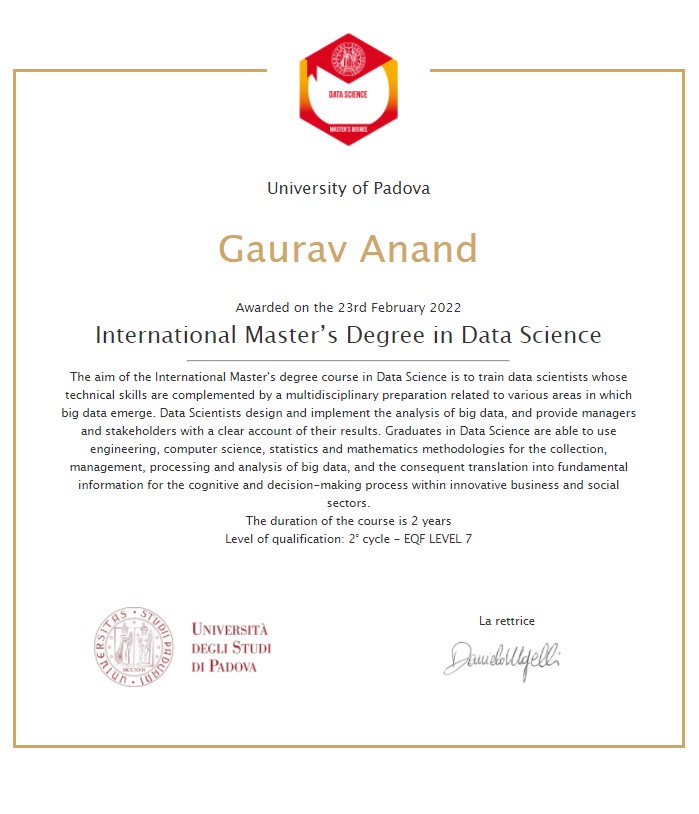 DATA SCIENCE
MASTER'S DEGREE
University of Padova
Gaurav Anand
Awarded on the 23rd February 2022
International Master’s Degree in Data Science
The aim of the International Master's degree course in Data Science is to train data scientists whose
technical skills are complemented by a multidisciplinary preparation related to various areas in which
big data emerge. Data Scientists design and implement the analysis of big data, and provide managers
and stakeholders with a clear account of their results. Graduates in Data Science are able to use
engineering, computer science, statistics and mathematics methodologies for the collection,
management, processing and analysis of big data, and the consequent translation into fundamental
information for the cognitive and decision-making process within innovative business and social
sectors.
The duration of the course is 2 years
Level of qualification: 2° cycle - EQF LEVEL 7
UNIVERSITAS STUDII PADUANI
MCCXXII
UNIVERSITÀ
DEGLI STUDI
DI PADOVA
La rettrice